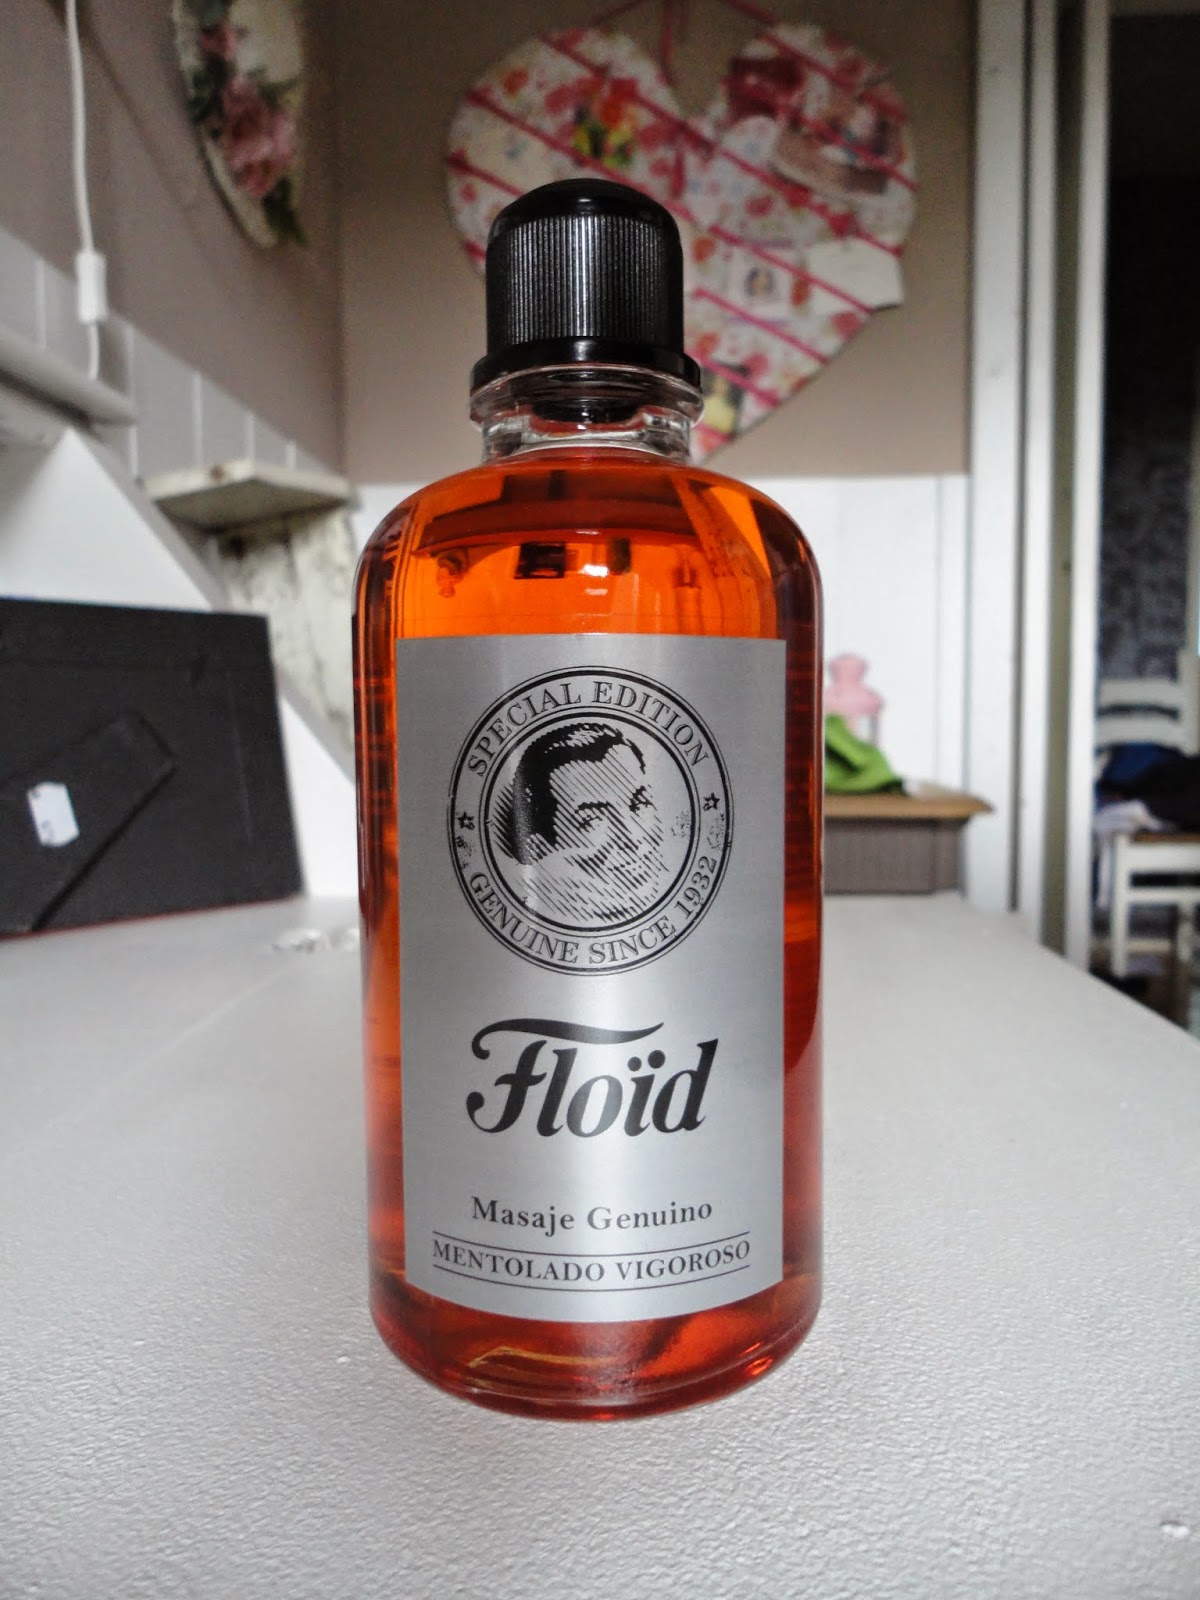 SPECIAL EDITION
GENUINE SINCE 1932
Floïd
Masaje Genuino
MENTOLADO VIGOROSO